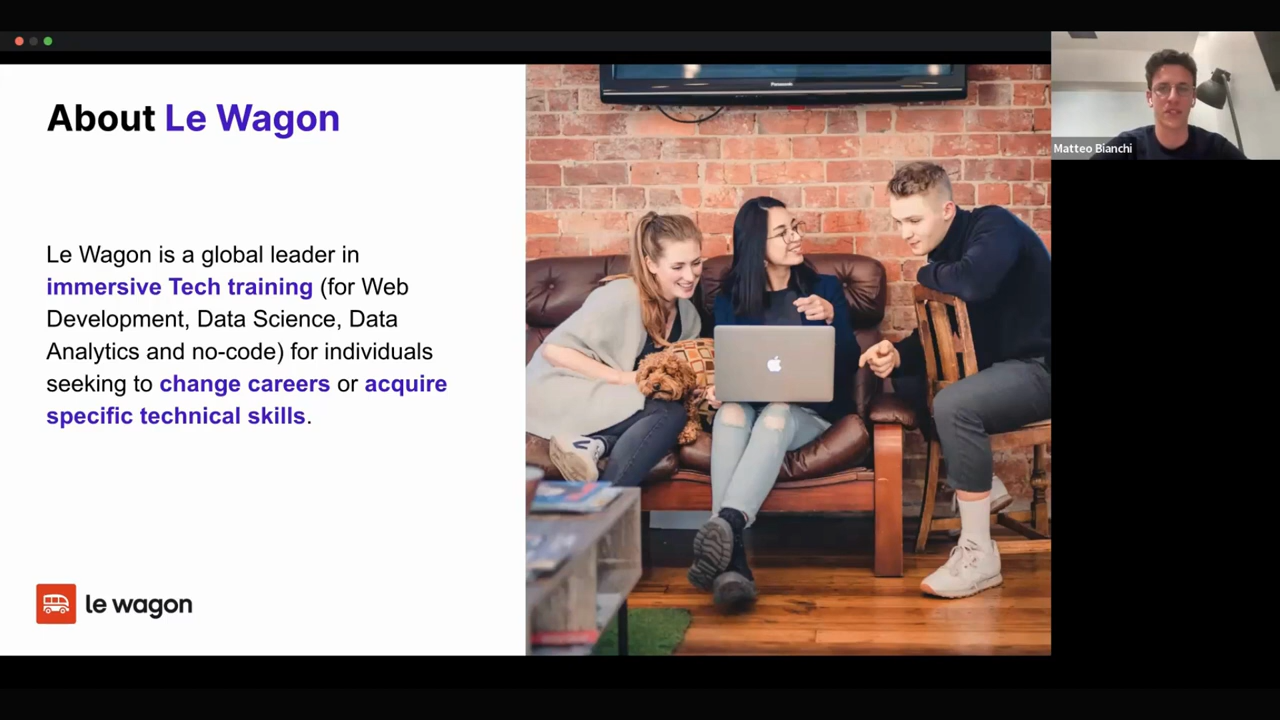 About Le Wagon
Le Wagon is a global leader in
immersive Tech training (for Web
Development, Data Science, Data
Analytics and no-code) for individuals
seeking to change careers or acquire
specific technical skills.
le wagon
Panasonic
Matteo Bianchi